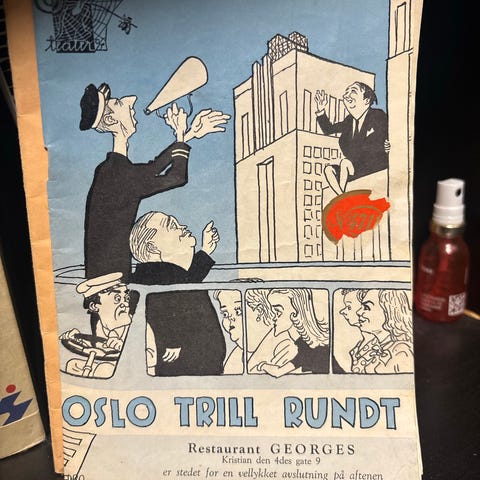 teatret
OSLO TRILL RUNDT
Restaurant GEORGES
Kristian den 4des gate 9
er stedet for en vellykket avslutning på aftenen